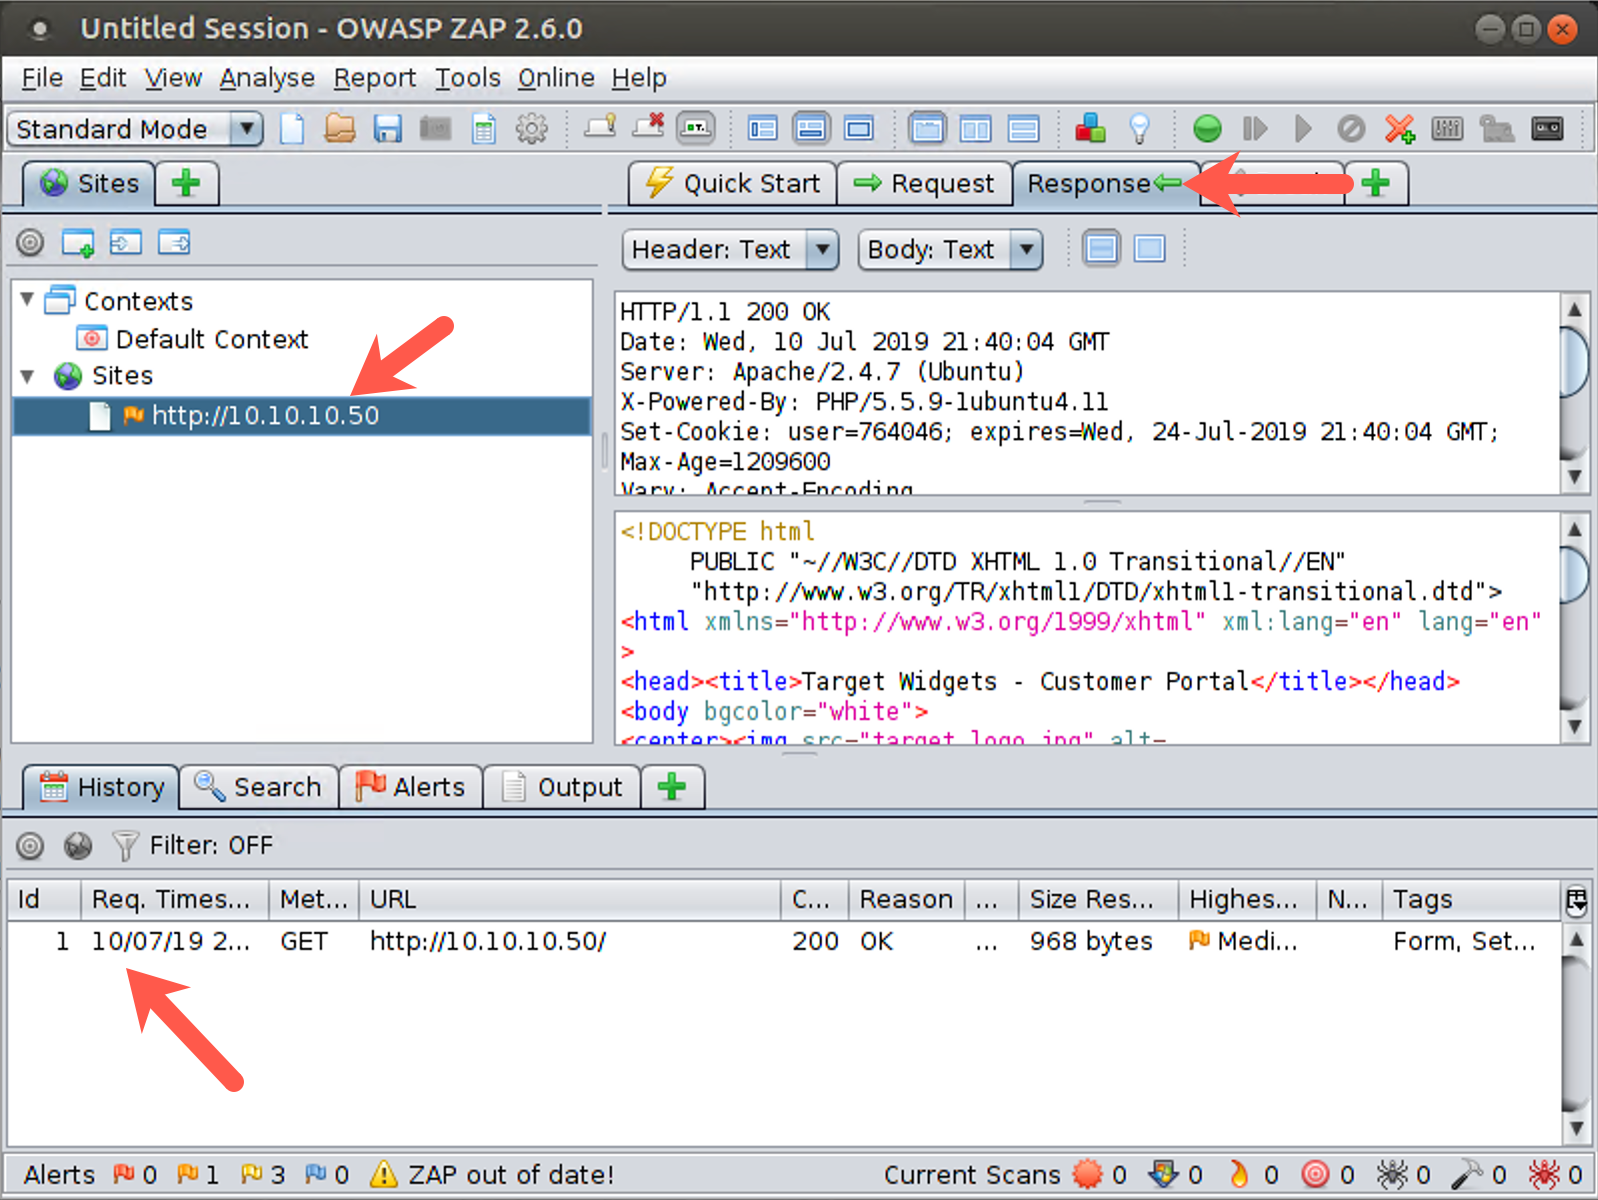 Untitled Session - OWASP ZAP 2.6.0
File Edit View Analyse Report Tools Online Help
Standard Mode
Sites
Quick Start
Request
Response
Header: Text
Body: Text
Contexts
Default Context
Sites
http://10.10.10.50
HTTP/1.1 200 OK
Date: Wed, 10 Jul 2019 21:40:04 GMT
Server: Apache/2.4.7 (Ubuntu)
X-Powered-By: PHP/5.5.9-1ubuntu4.11
Set-Cookie: user=764046; expires=Wed, 24-Jul-2019 21:40:04 GMT;
Max-Age=1209600
Vary: Accept-Encoding
<!DOCTYPE html
PUBLIC "~//W3C//DTD XHTML 1.0 Transitional//EN"
"http://www.w3.org/TR/xhtml1/DTD/xhtml1-transitional.dtd">
<html xmlns="http://www.w3.org/1999/xhtml" xml:lang="en" lang="en"
>
<head><title>Target Widgets - Customer Portal</title></head>
<body bgcolor="white">
<center><img src="target_logo.jpg" alt=
History
Search
Alerts
Output
Filter: OFF
Id Req. Times... Met... URL C... Reason ... Size Res... Highes... N... Tags
1 10/07/19 2... GET http://10.10.10.50/ 200 OK ... 968 bytes Medi... Form, Set...
Alerts 0 1 3 0 ZAP out of date! Current Scans 0 0 0 0 0 0 0